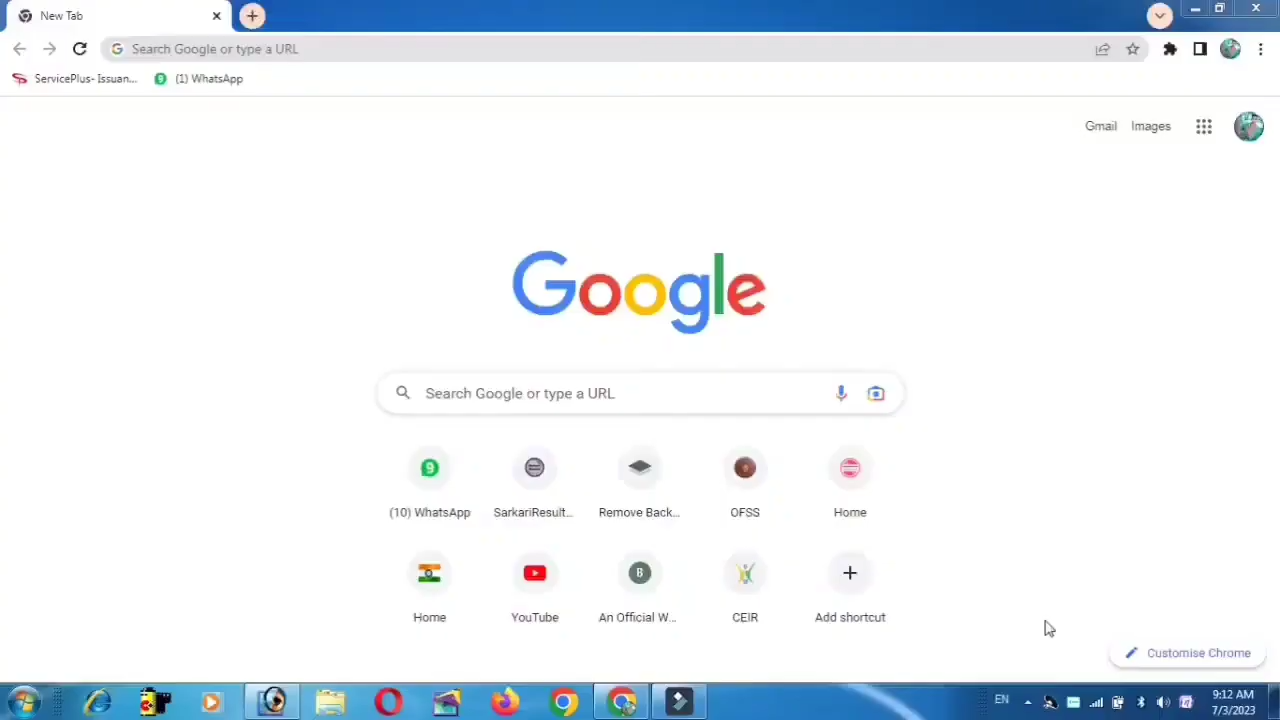 New Tab
Search Google or type a URL
ServicePlus- Issuan...
(1) WhatsApp
Gmail
Images
Google
Search Google or type a URL
(10) WhatsApp
SarkariResult...
Remove Back...
OFSS
Home
Home
YouTube
An Official W...
CEIR
Add shortcut
Customise Chrome
EN
9:12 AM
7/3/2023